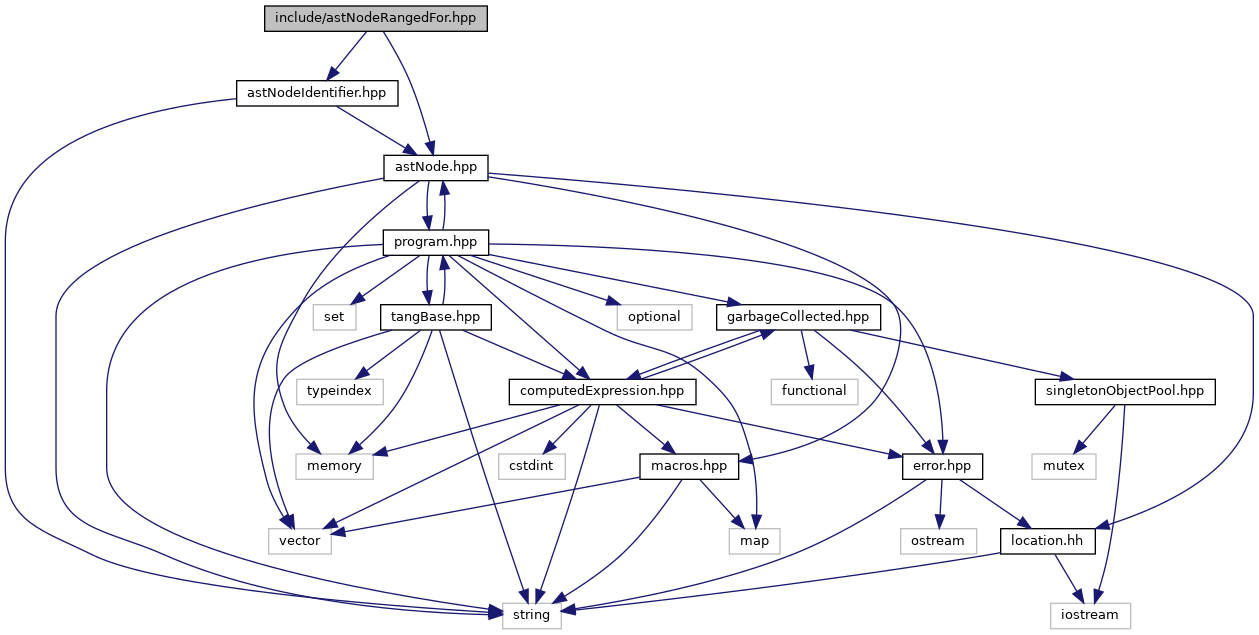 include/astNodeRangedFor.hpp
astNodeIdentifier.hpp
astNode.hpp
program.hpp
set
tangBase.hpp
optional
garbageCollected.hpp
typeindex
computedExpression.hpp
functional
singletonObjectPool.hpp
memory
cstdint
macros.hpp
error.hpp
mutex
vector
map
ostream
location.hh
string
iostream